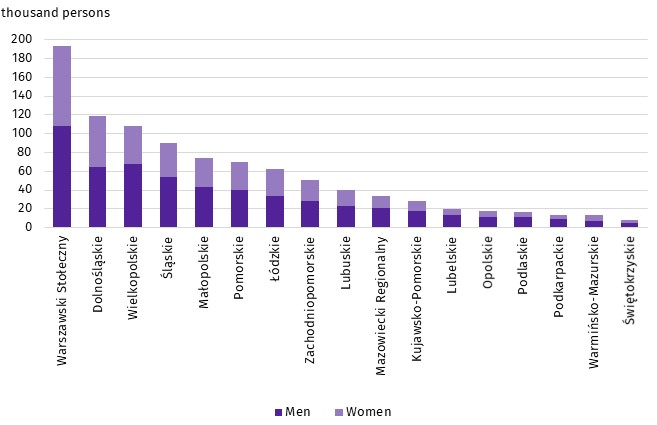 thousand persons
200
180
160
140
120
100
80
60
40
20
0
Warszawski Stołeczny
Dolnośląskie
Wielkopolskie
Śląskie
Małopolskie
Pomorskie
Łódzkie
Zachodniopomorskie
Lubuskie
Mazowiecki Regionalny
Kujawsko-Pomorskie
Lubelskie
Opolskie
Podlaskie
Podkarpackie
Warmińsko-Mazurskie
Świętokrzyskie
Men Women